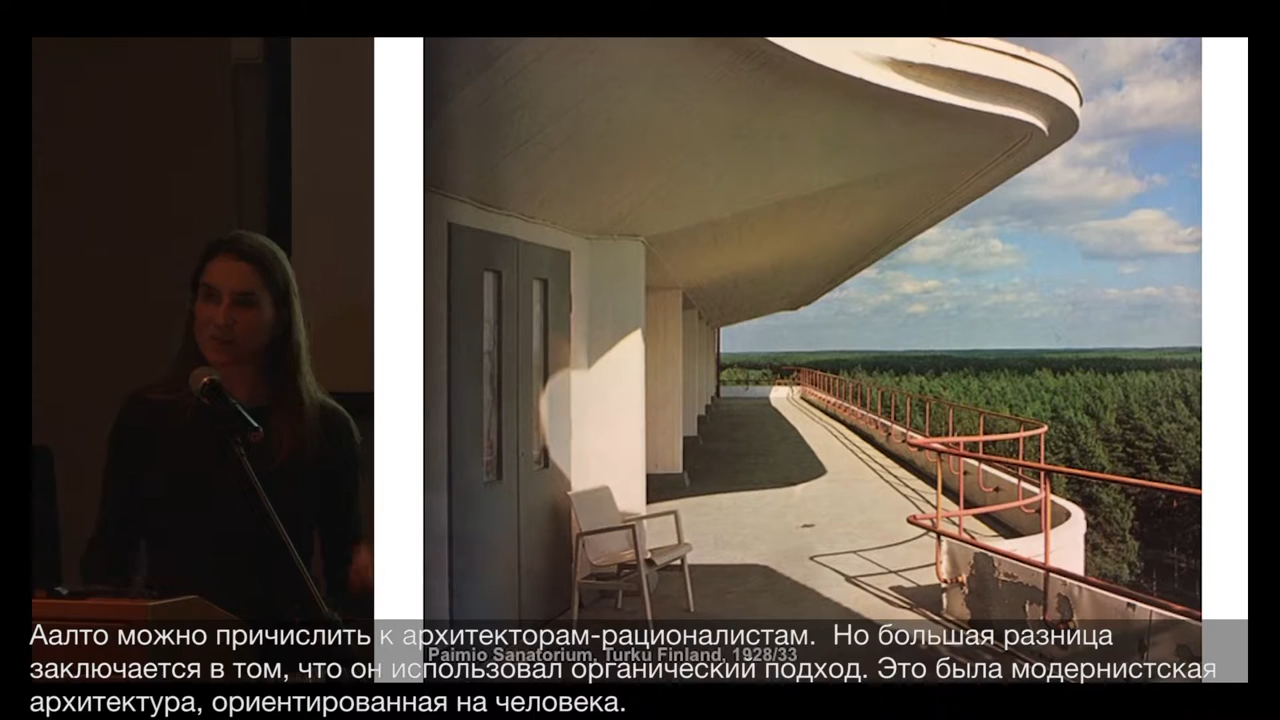 Аалто можно причислить к архитекторам-рационалистам. Но большая разница
Paimio Sanatorium, Turku Finland, 1928/33
заключается в том, что он использовал органический подход. Это была модернистская
архитектура, ориентированная на человека.